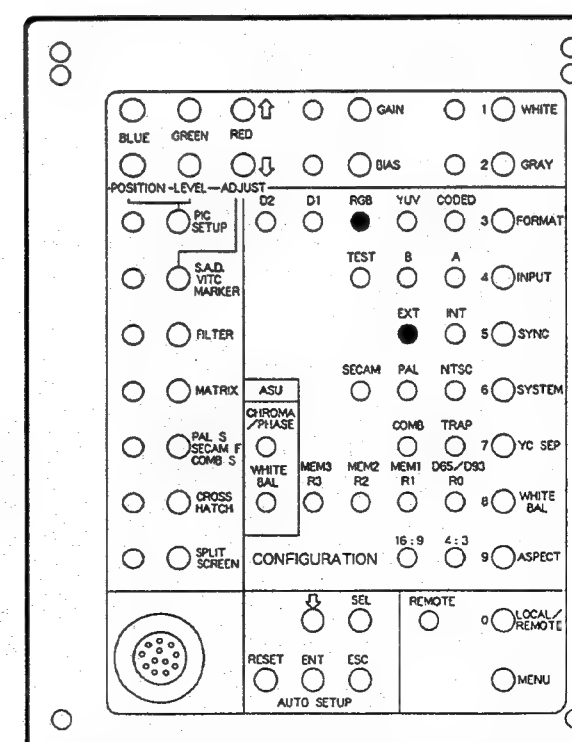 GAIN 1 WHITE
BLUE GREEN RED
BIAS 2 GRAY
POSITION LEVEL ADJUST
D2 D1 RGB YUV CODED
PIC SETUP 3 FORMAT
TEST B A
S.A.D. VITC MARKER 4 INPUT
EXT INT
FILTER 5 SYNC
SECAM PAL NTSC
MATRIX ASU 6 SYSTEM
CHROMA /PHASE COMB TRAP
PAL S SECAM F COMB S 7 YC SEP
WHITE BAL MEM3 R3 MEM2 R2 MEM1 R1 D65/D93 R0
CROSS HATCH 8 WHITE BAL
16:9 4:3
SPLIT SCREEN CONFIGURATION 9 ASPECT
SEL REMOTE
0 LOCAL/ REMOTE
RESET ENT ESC
MENU
AUTO SETUP